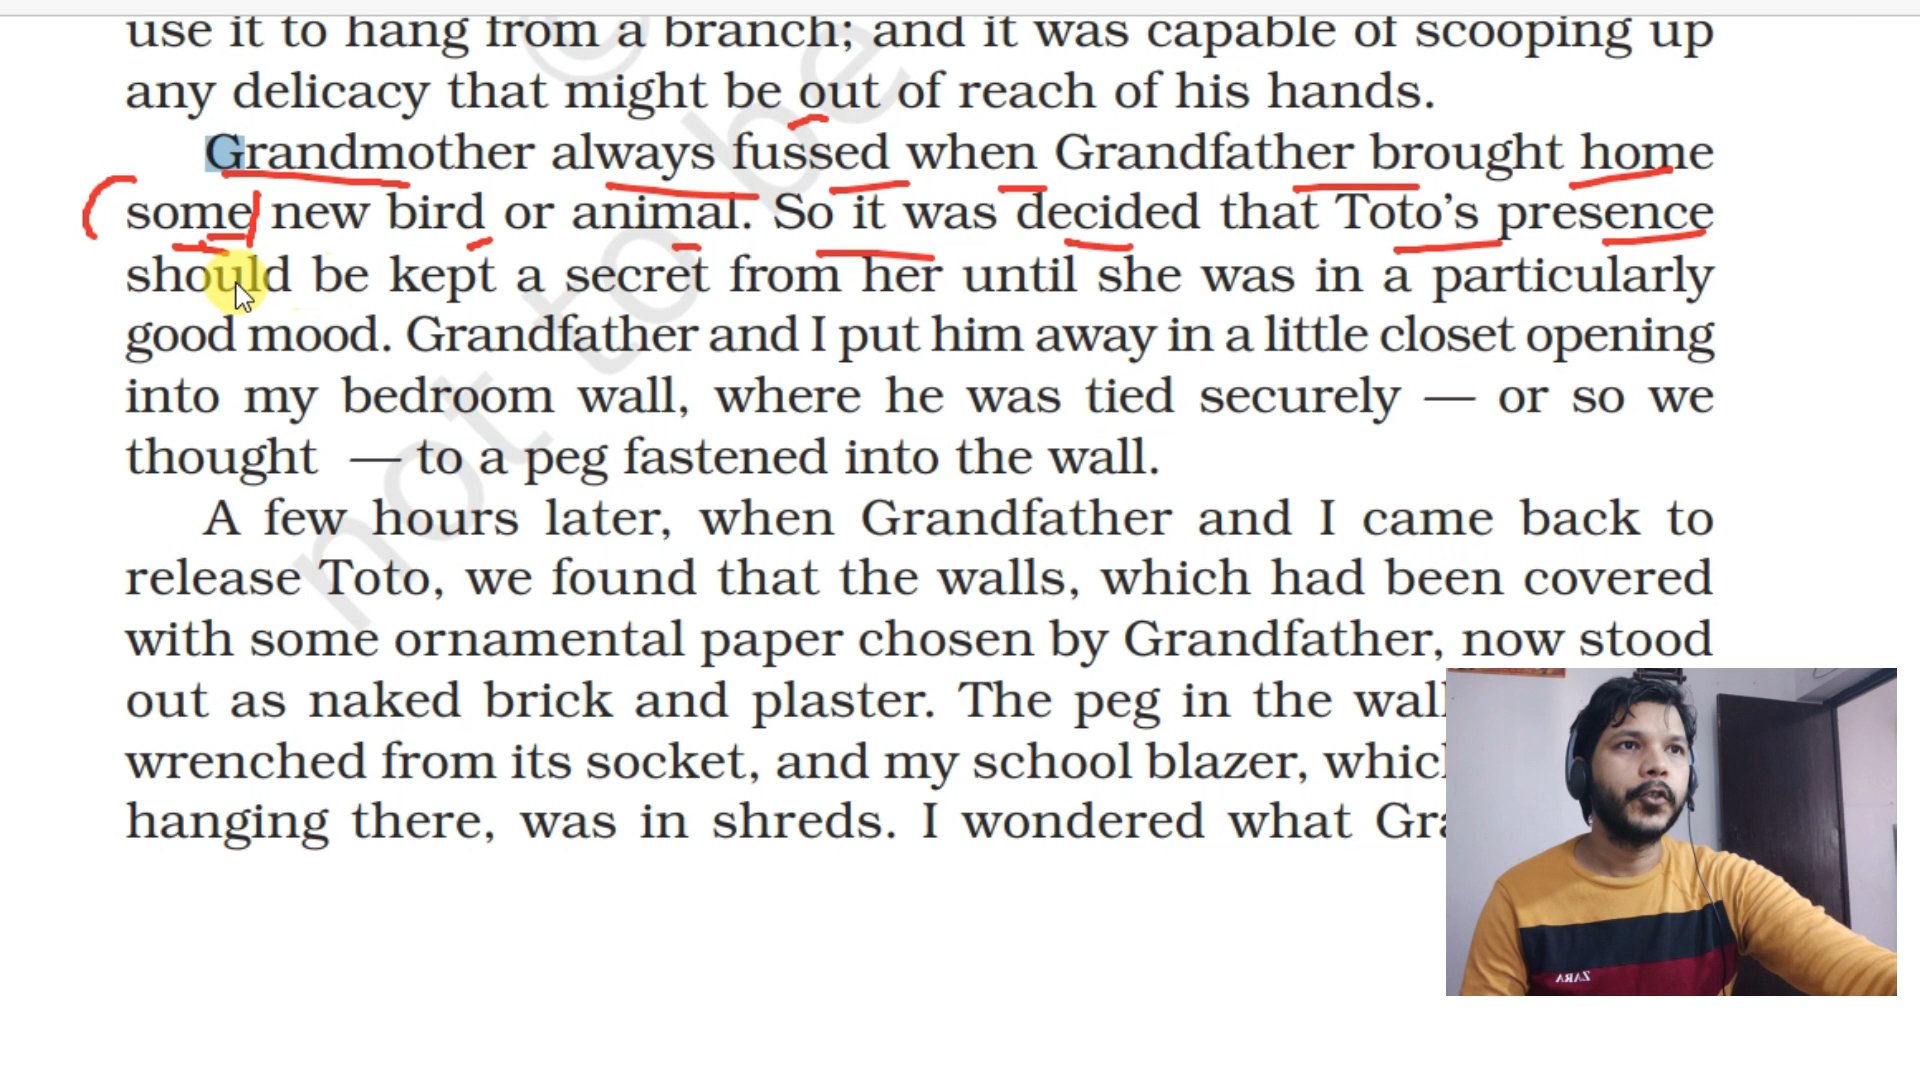 use it to hang from a branch; and it was capable of scooping up
any delicacy that might be out of reach of his hands.
Grandmother always fussed when Grandfather brought home
some new bird or animal. So it was decided that Toto's presence
should be kept a secret from her until she was in a particularly
good mood. Grandfather and I put him away in a little closet opening
into my bedroom wall, where he was tied securely — or so we
thought — to a peg fastened into the wall.
A few hours later, when Grandfather and I came back to
release Toto, we found that the walls, which had been covered
with some ornamental paper chosen by Grandfather, now stood
out as naked brick and plaster. The peg in the wall
wrenched from its socket, and my school blazer, which
hanging there, was in shreds. I wondered what Gra
not to be
ZARA